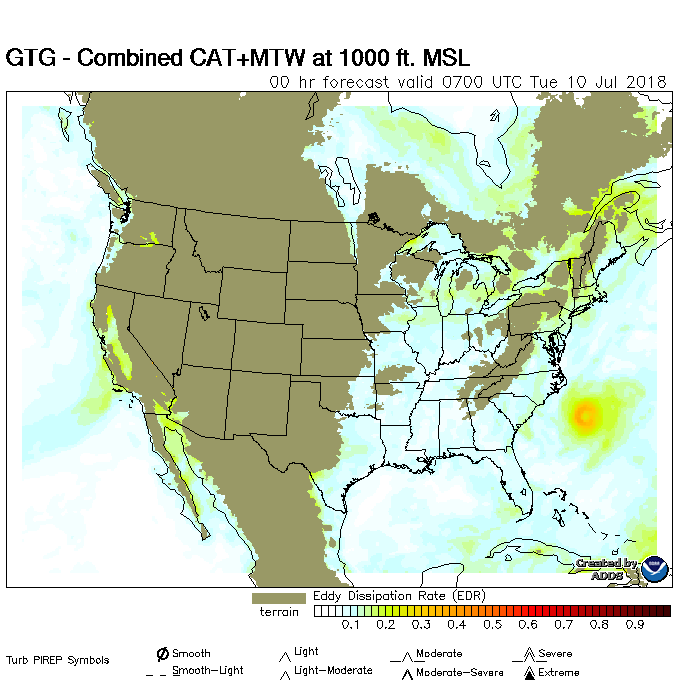 GTG - Combined CAT+MTW at 1000 ft. MSL
00 hr forecast valid 0700 UTC Tue 10 Jul 2018
Created by
ADDS
NOAA
Eddy Dissipation Rate (EDR)
terrain
0.1 0.2 0.3 0.4 0.5 0.6 0.7 0.8 0.9
Turb PIREP Symbols
Smooth
Light
Moderate
Severe
Smooth-Light
Light-Moderate
Moderate-Severe
Extreme